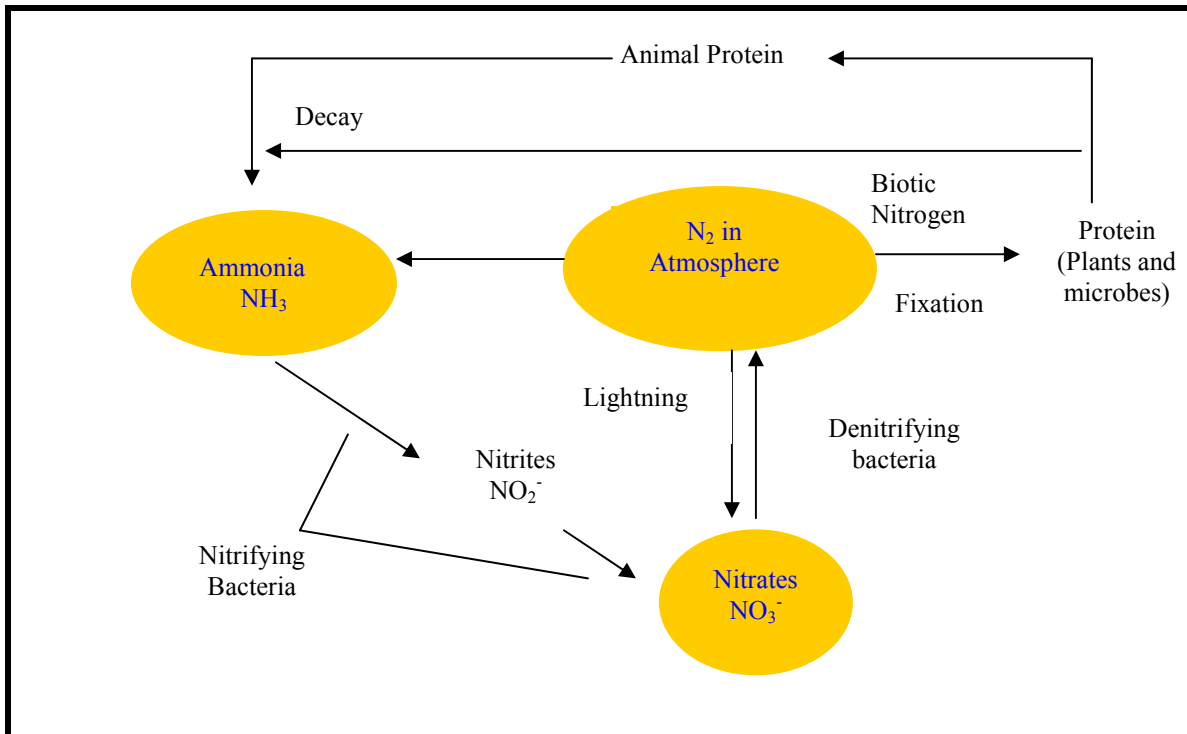 Animal Protein
Decay
Biotic
Nitrogen
N₂ in
Atmosphere
Protein
(Plants and
microbes)
Ammonia
NH₃
Fixation
Lightning
Denitrifying
bacteria
Nitrites
NO₂⁻
Nitrifying
Bacteria
Nitrates
NO₃⁻